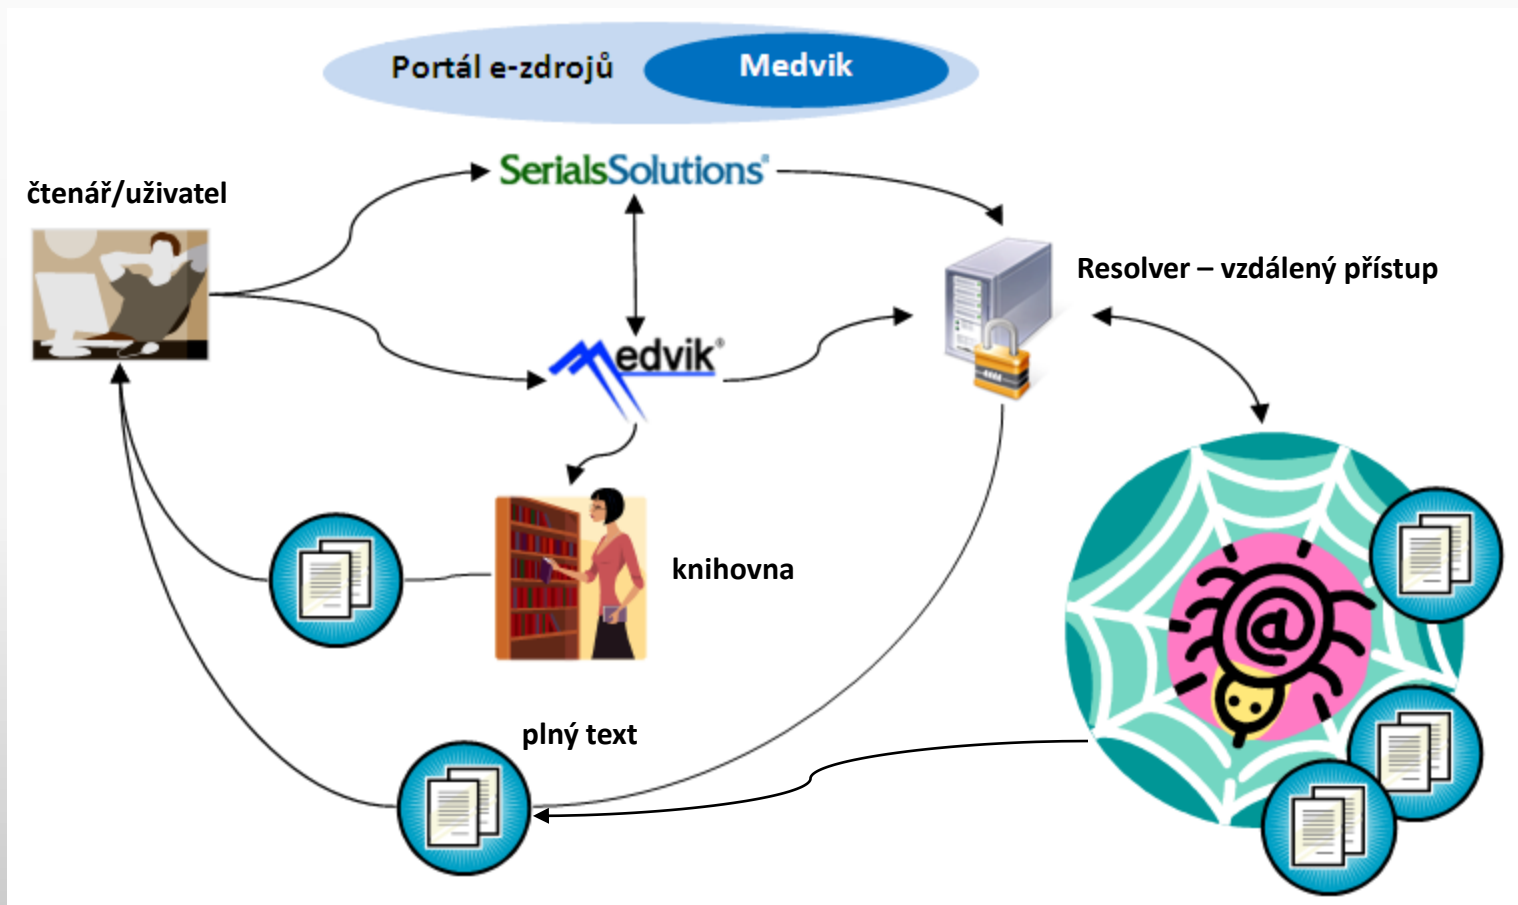 Portál e-zdrojů
Medvik
SerialsSolutions®
čtenář/uživatel
Resolver – vzdálený přístup
Medvik®
knihovna
@
plný text